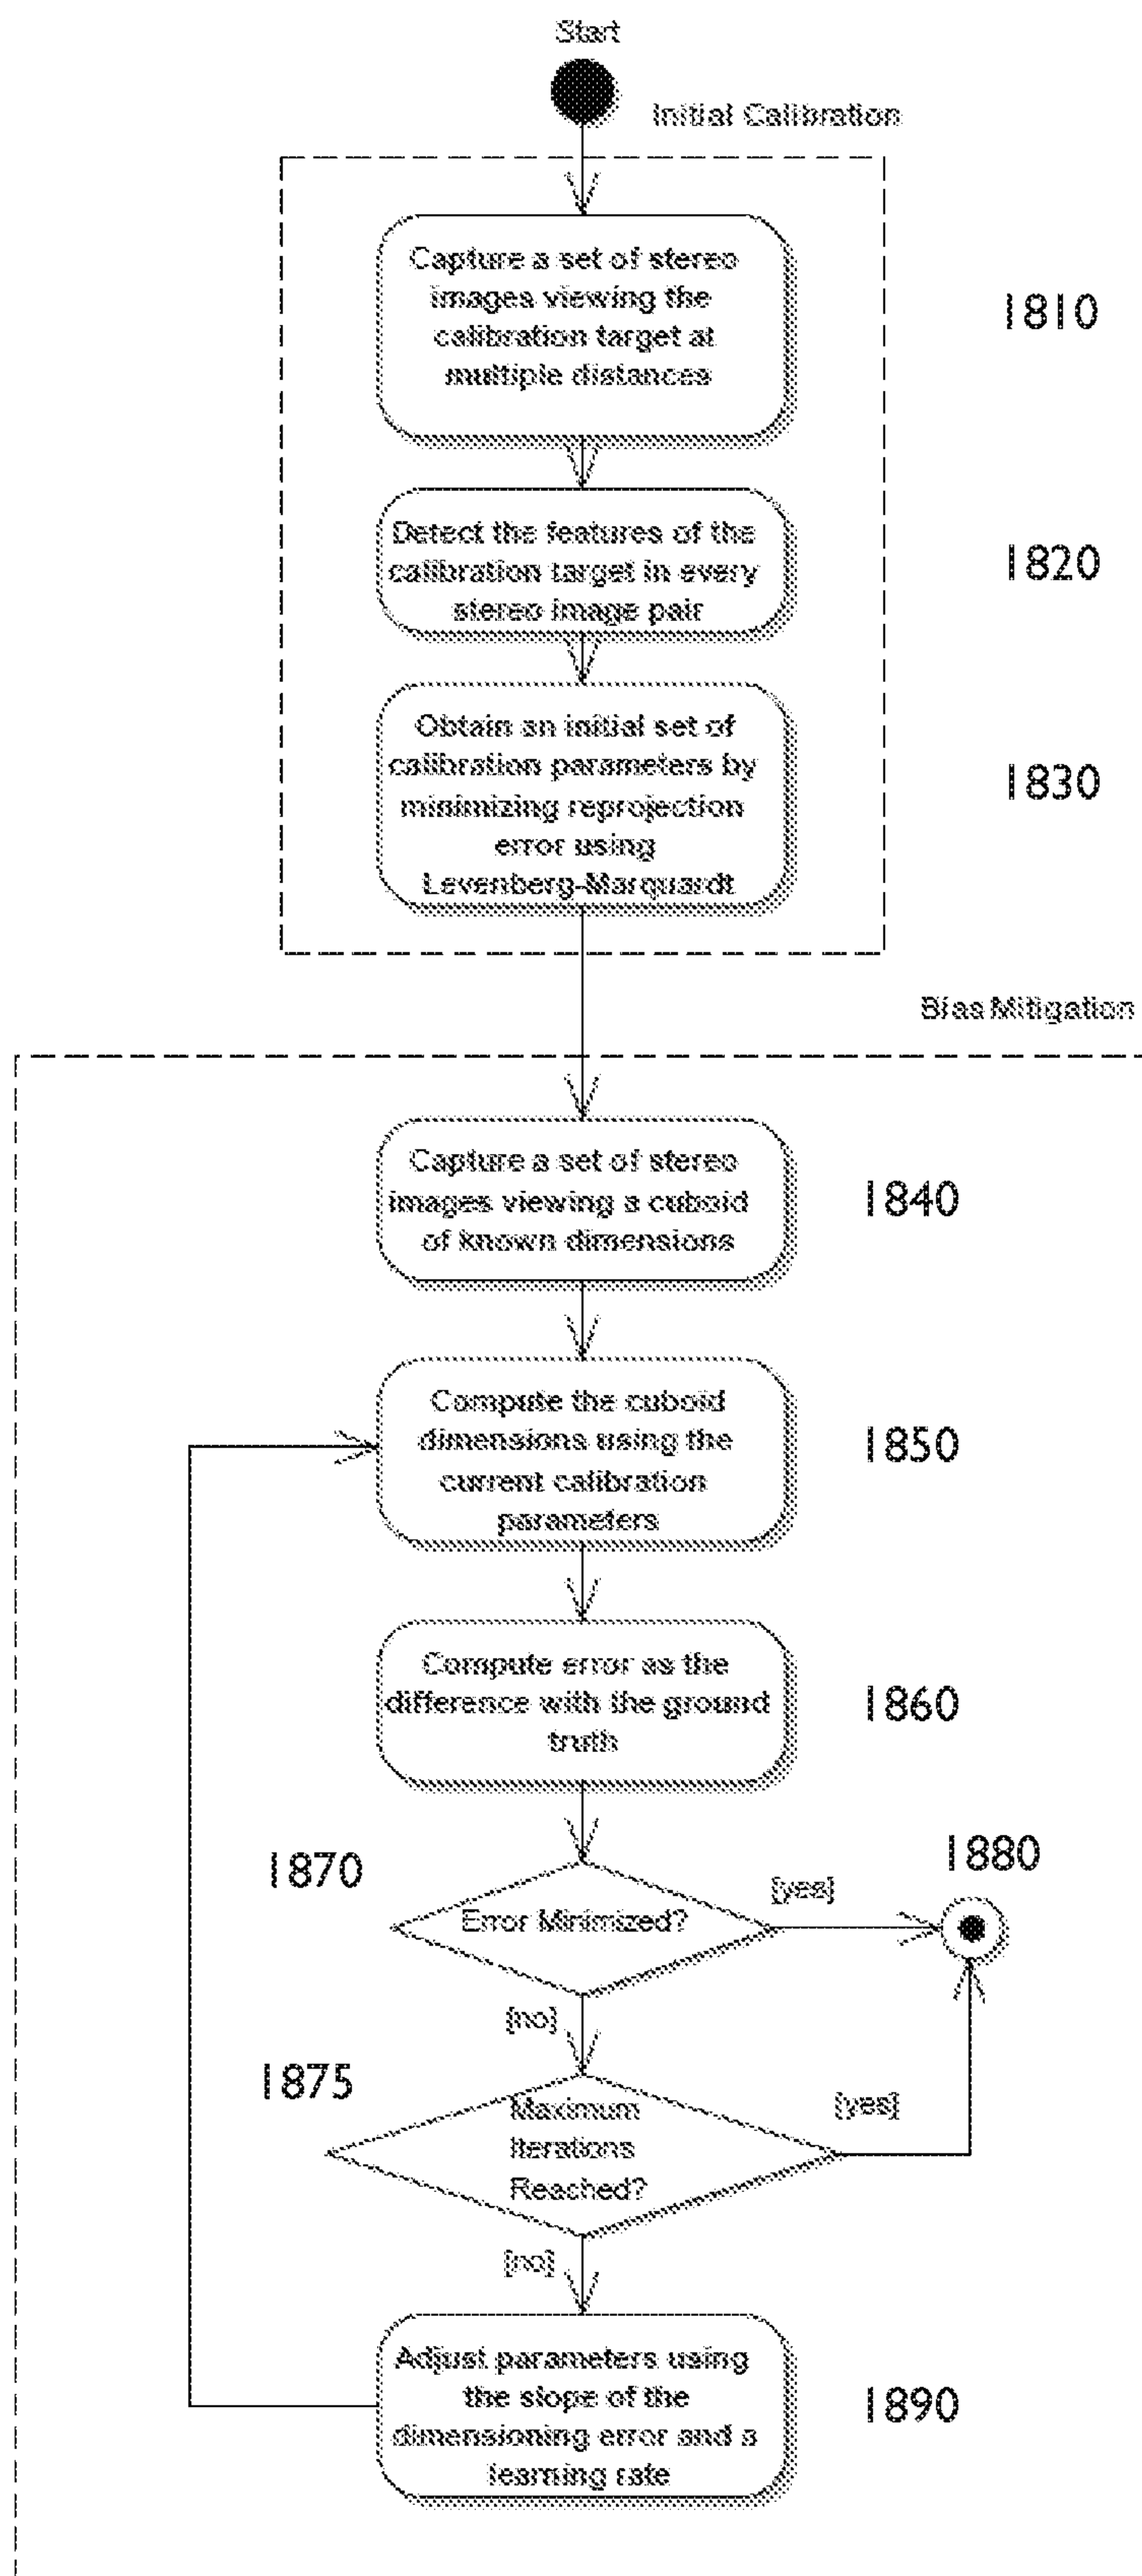 Start
Initial Calibration
Capture a set of stereo
images viewing the
calibration target at
multiple distances
1810
Detect the features of the
calibration target in every
stereo image pair
1820
Obtain an initial set of
calibration parameters by
minimizing reprojection
error using
Levenberg-Marquardt
1830
Bias Mitigation
Capture a set of stereo
images viewing a cuboid
of known dimensions
1840
Compute the cuboid
dimensions using the
current calibration
parameters
1850
Compute error as the
difference with the ground
truth
1860
1870
Error Minimized?
[yes]
1880
[no]
1875
Maximum
Iterations
Reached?
[yes]
[no]
Adjust parameters using
the slope of the
dimensioning error and a
learning rate
1890